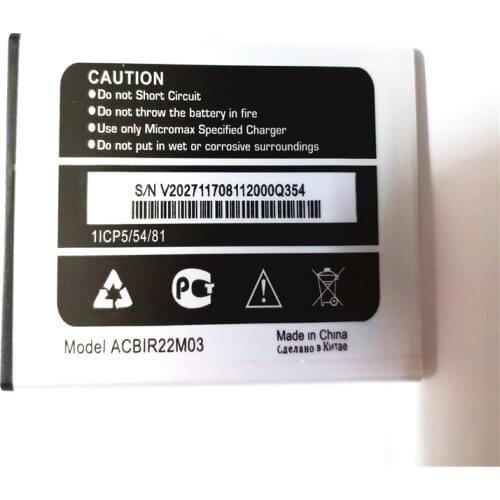 CAUTION
●Do not Short Circuit
●Do not throw the battery in fire
●Use only Micromax Specified Charger
●Do not put in wet or corrosive surroundings
S/N V202711708112000Q354
1ICP5/54/81
РСТ
Model ACBIR22M03
Made in China
Сделано в Китае